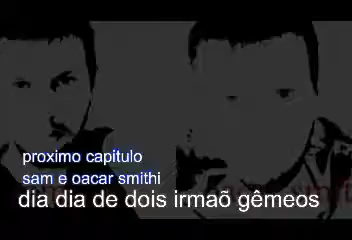 proximo capitulo
sam e oacar smithi
dia dia de dois irmaõ gêmeos